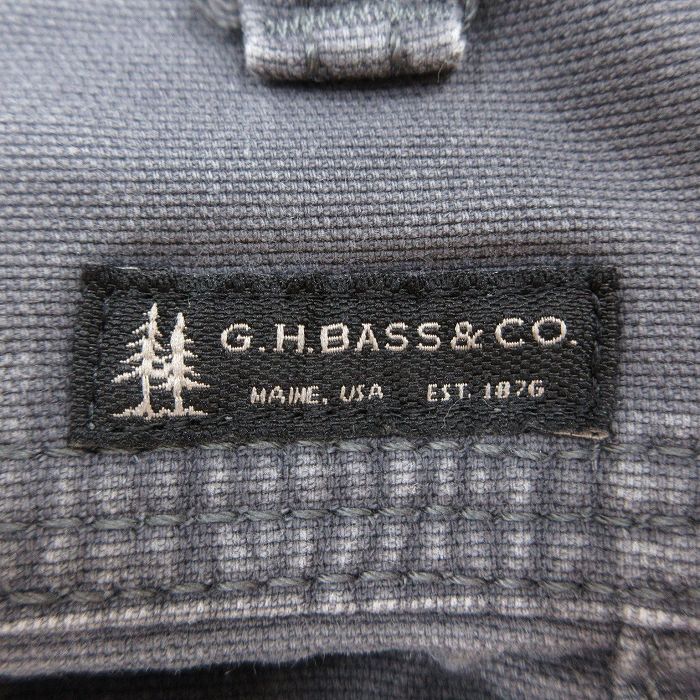 G.H.BASS & CO.
MAINE, USA EST. 1876